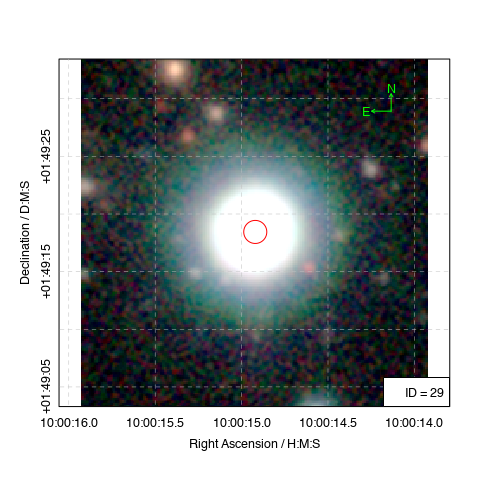 N
E
+01:49:25
+01:49:15
+01:49:05
Declination / D:M:S
ID = 29
10:00:16.0 10:00:15.5 10:00:15.0 10:00:14.5 10:00:14.0
Right Ascension / H:M:S